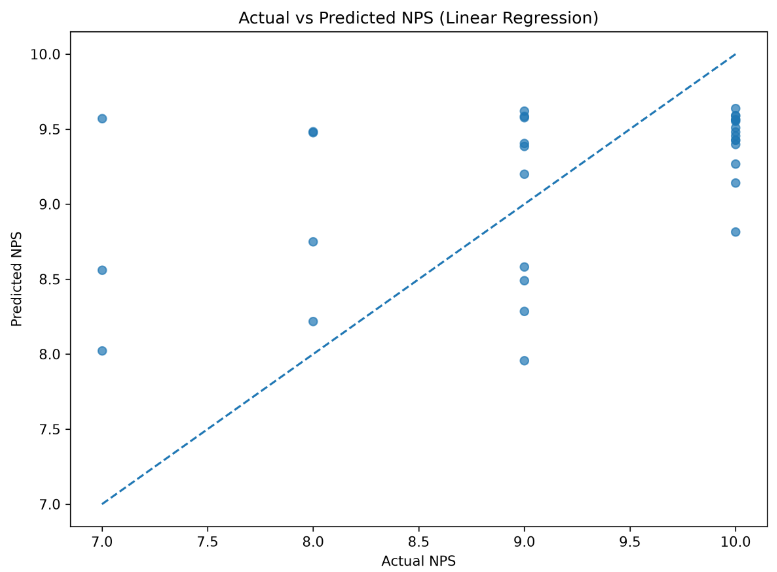 Actual vs Predicted NPS (Linear Regression)
10.0
9.5
9.0
8.5
8.0
7.5
7.0
Predicted NPS
7.0 7.5 8.0 8.5 9.0 9.5 10.0
Actual NPS